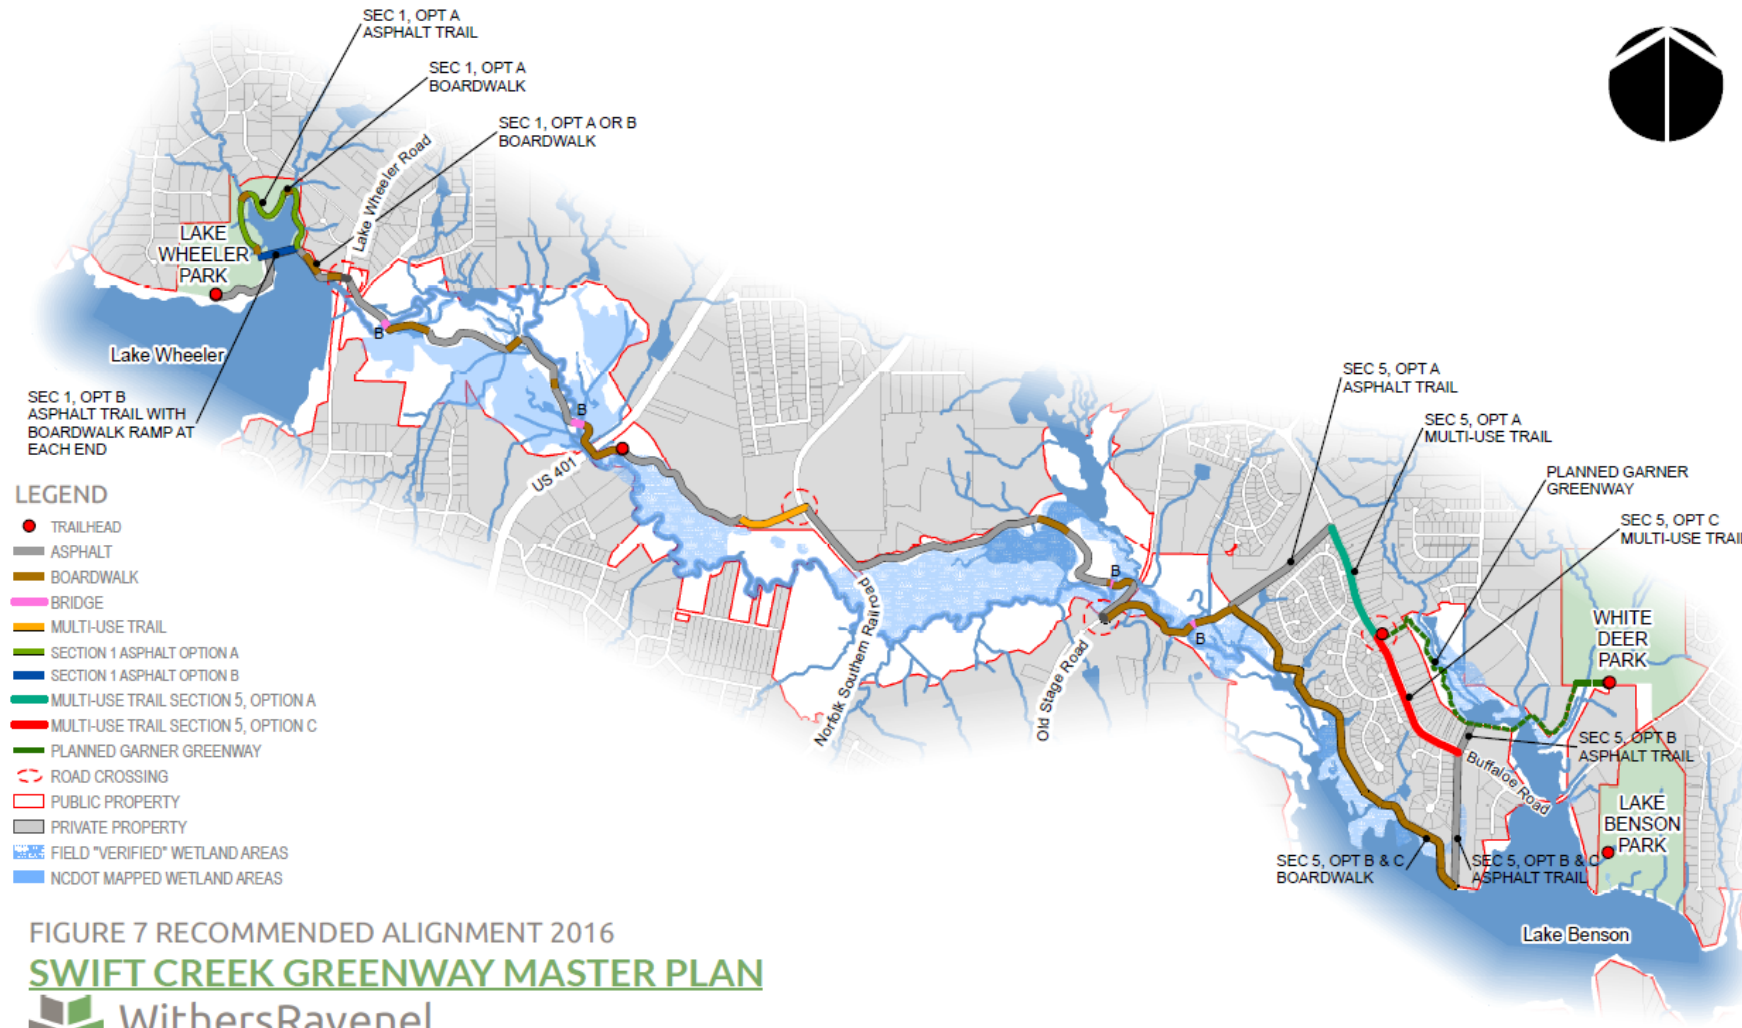 SEC 1, OPT A
ASPHALT TRAIL
SEC 1, OPT A
BOARDWALK
SEC 1, OPT A OR B
BOARDWALK
Lake Wheeler Road
LAKE
WHEELER
PARK
Lake Wheeler
B
SEC 1, OPT B
ASPHALT TRAIL WITH
BOARDWALK RAMP AT
EACH END
B
US 401
SEC 5, OPT A
ASPHALT TRAIL
SEC 5, OPT A
MULTI-USE TRAIL
PLANNED GARNER
GREENWAY
SEC 5, OPT C
MULTI-USE TRAI
B
B
Norfolk Southern Railroad
Old Stage Road
WHITE
DEER
PARK
SEC 5, OPT B
ASPHALT TRAIL
Buffaloe Road
LAKE
BENSON
PARK
SEC 5, OPT B & C
BOARDWALK
SEC 5, OPT B & C
ASPHALT TRAIL
Lake Benson
LEGEND
TRAILHEAD
ASPHALT
BOARDWALK
BRIDGE
MULTI-USE TRAIL
SECTION 1 ASPHALT OPTION A
SECTION 1 ASPHALT OPTION B
MULTI-USE TRAIL SECTION 5, OPTION A
MULTI-USE TRAIL SECTION 5, OPTION C
PLANNED GARNER GREENWAY
ROAD CROSSING
PUBLIC PROPERTY
PRIVATE PROPERTY
FIELD "VERIFIED" WETLAND AREAS
NCDOT MAPPED WETLAND AREAS
FIGURE 7 RECOMMENDED ALIGNMENT 2016
SWIFT CREEK GREENWAY MASTER PLAN
WithersRavenel